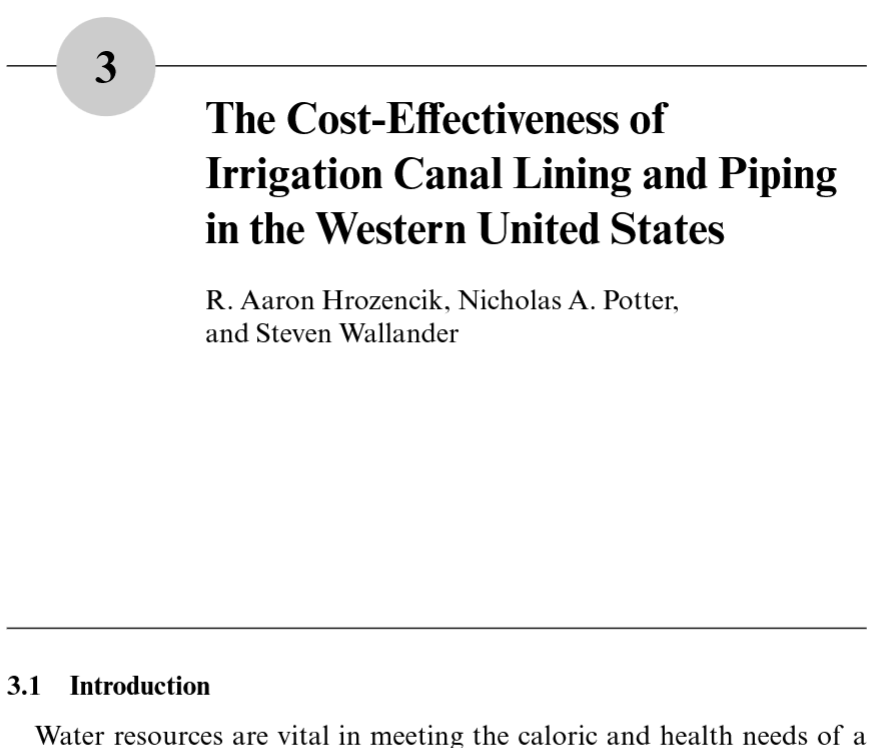 3
The Cost-Effectiveness of
Irrigation Canal Lining and Piping
in the Western United States
R. Aaron Hrozencik, Nicholas A. Potter,
and Steven Wallander
3.1 Introduction
Water resources are vital in meeting the caloric and health needs of a